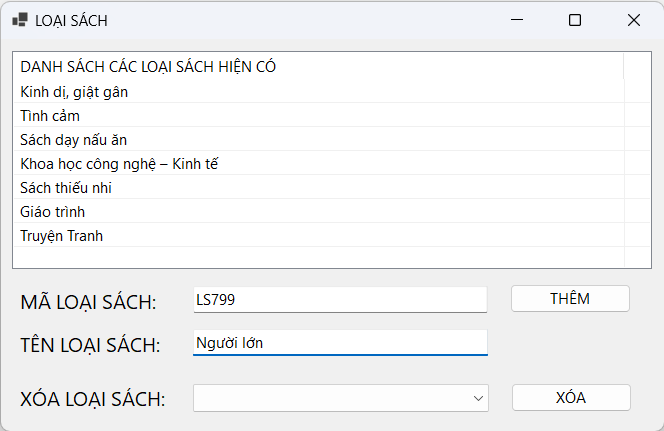 LOẠI SÁCH
DANH SÁCH CÁC LOẠI SÁCH HIỆN CÓ
Kinh dị, giật gân
Tình cảm
Sách dạy nấu ăn
Khoa học công nghệ – Kinh tế
Sách thiếu nhi
Giáo trình
Truyện Tranh
MÃ LOẠI SÁCH: LS799 THÊM
TÊN LOẠI SÁCH: Người lớn
XÓA LOẠI SÁCH: XÓA